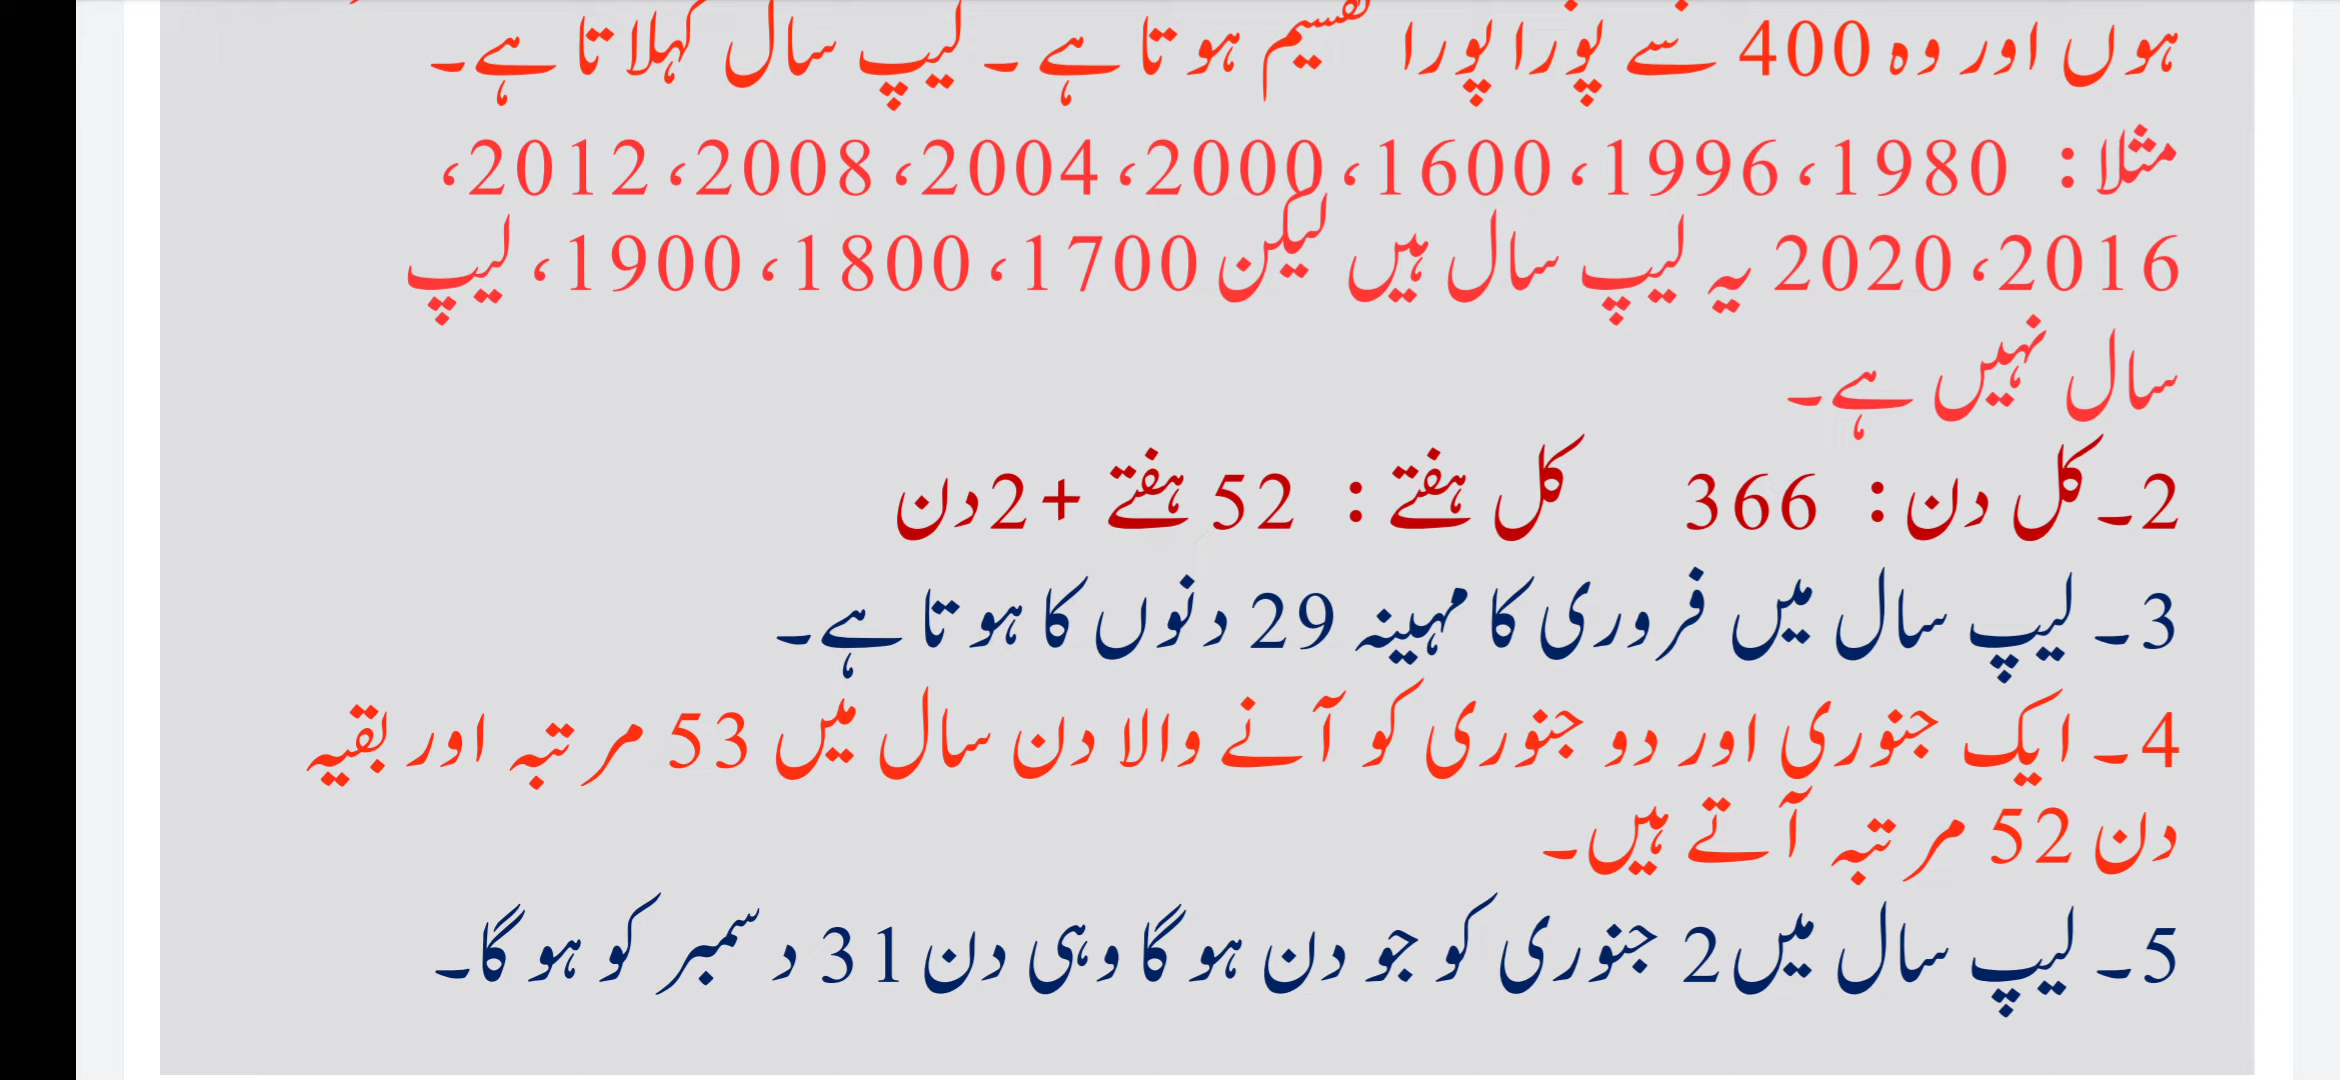 ہوں اور وہ 400 سے پورا پورا تقسیم ہوتا ہے ۔ لیپ سال کہلاتا ہے۔
مثلا : 1980، 1996، 1600، 2000، 2004، 2008، 2012،
2016، 2020 یہ لیپ سال ہیں لیکن 1700، 1800، 1900، لیپ
سال نہیں ہے۔
2۔کل دن : 366 کل ہفتے : 52 ہفتے +2دن
3۔ لیپ سال میں فروری کا مہینہ 29 دنوں کا ہوتا ہے۔
4۔ ایک جنوری اور دو جنوری کو آنے والا دن سال میں 53 مرتبہ اور بقیہ
دن 52 مرتبہ آتے ہیں۔
5۔ لیپ سال میں 2 جنوری کو جو دن ہو گا وہی دن 31 دسمبر کو ہو گا۔